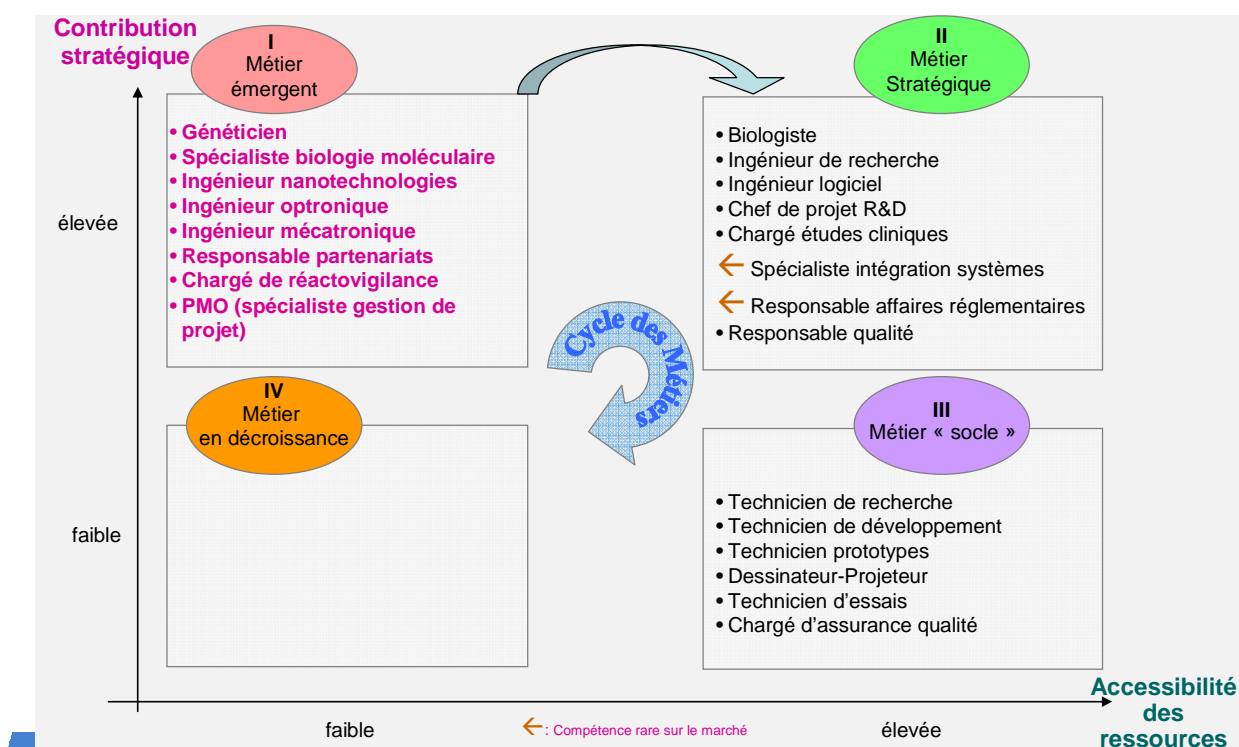 Contribution
stratégique
I
Métier
émergent
II
Métier
Stratégique
élevée
• Généticien
• Spécialiste biologie moléculaire
• Ingénieur nanotechnologies
• Ingénieur optronique
• Ingénieur mécatronique
• Responsable partenariats
• Chargé de réactovigilance
• PMO (spécialiste gestion de
projet)
• Biologiste
• Ingénieur de recherche
• Ingénieur logiciel
• Chef de projet R&D
• Chargé études cliniques
← Spécialiste intégration systèmes
← Responsable affaires réglementaires
• Responsable qualité
Cycle des Métiers
IV
Métier
en décroissance
III
Métier « socle »
faible
• Technicien de recherche
• Technicien de développement
• Technicien prototypes
• Dessinateur-Projeteur
• Technicien d'essais
• Chargé d'assurance qualité
Accessibilité
des
ressources
faible
← : Compétence rare sur le marché
élevée